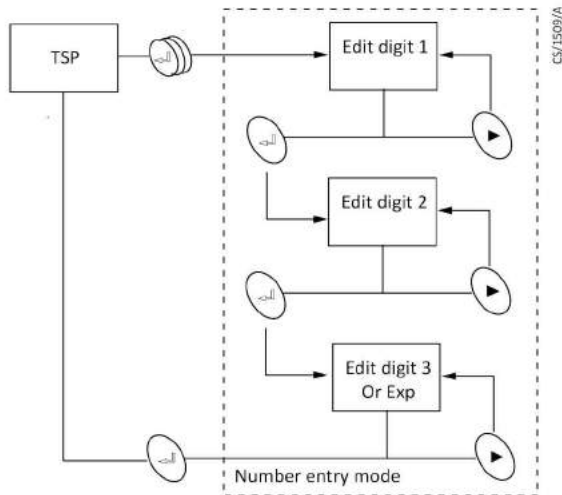 TSP
Edit digit 1
CS/1509/A
Edit digit 2
Edit digit 3
Or Exp
Number entry mode